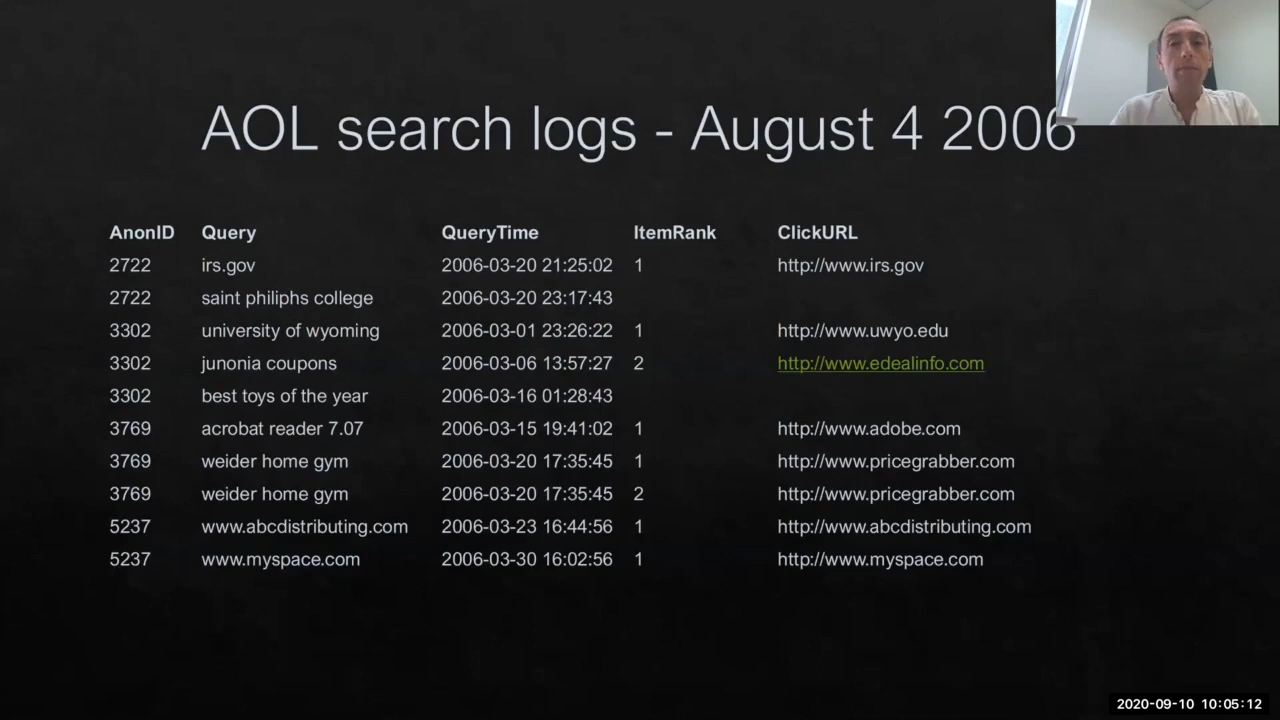 AOL search logs - August 4 2006
AnonID Query QueryTime ItemRank ClickURL
2722 irs.gov 2006-03-20 21:25:02 1 http://www.irs.gov
2722 saint philiphs college 2006-03-20 23:17:43
3302 university of wyoming 2006-03-01 23:26:22 1 http://www.uwyo.edu
3302 junonia coupons 2006-03-06 13:57:27 2 http://www.edealinfo.com
3302 best toys of the year 2006-03-16 01:28:43
3769 acrobat reader 7.07 2006-03-15 19:41:02 1 http://www.adobe.com
3769 weider home gym 2006-03-20 17:35:45 1 http://www.pricegrabber.com
3769 weider home gym 2006-03-20 17:35:45 2 http://www.pricegrabber.com
5237 www.abcdistributing.com 2006-03-23 16:44:56 1 http://www.abcdistributing.com
5237 www.myspace.com 2006-03-30 16:02:56 1 http://www.myspace.com
2020-09-10 10:05:12